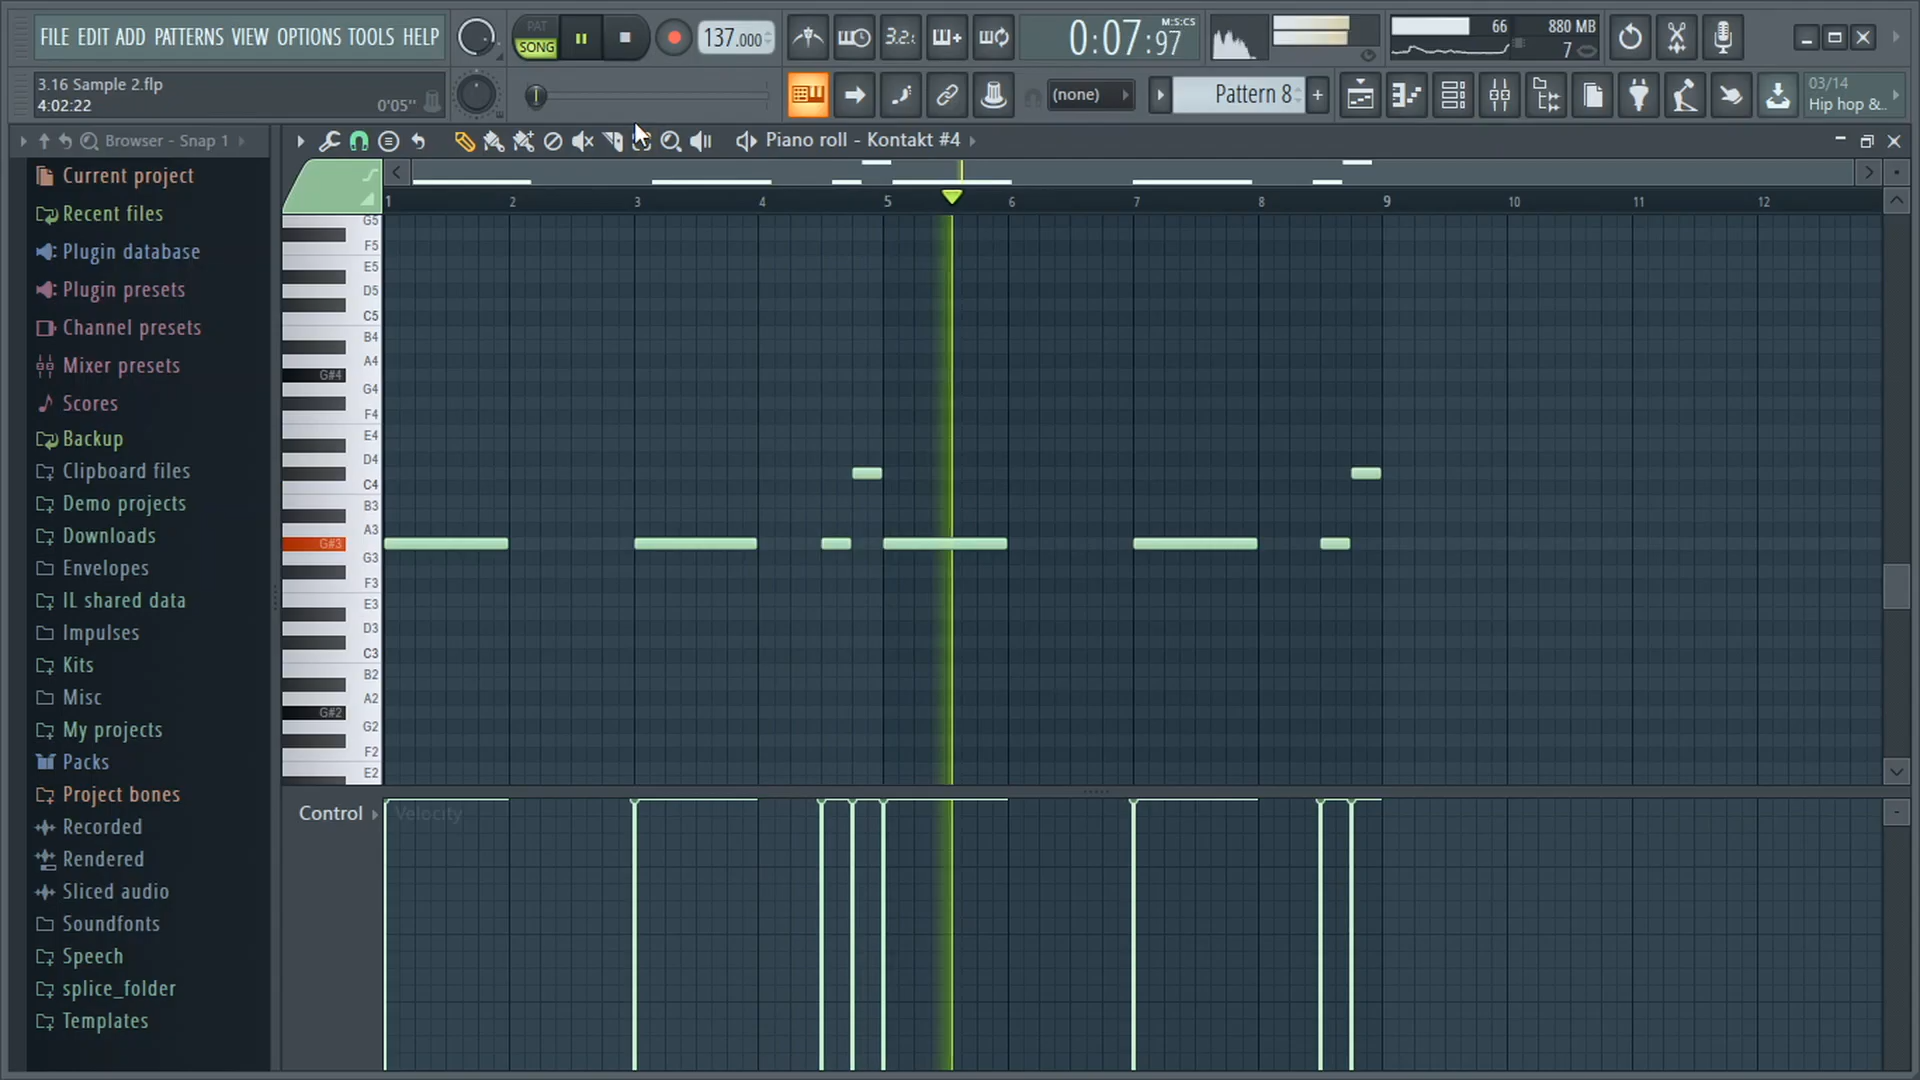 FILE EDIT ADD PATTERNS VIEW OPTIONS TOOLS HELP
PAT
SONG
137.000
3.2:
0:07:97
M:S:CS
66
880 MB
7
3.16 Sample 2.flp
4:02:22
0'05''
(none)
Pattern 8
+
03/14
Hip hop &..
Browser - Snap 1
Piano roll - Kontakt #4
Current project
Recent files
Plugin database
Plugin presets
Channel presets
Mixer presets
Scores
Backup
Clipboard files
Demo projects
Downloads
Envelopes
IL shared data
Impulses
Kits
Misc
My projects
Packs
Project bones
Recorded
Rendered
Sliced audio
Soundfonts
Speech
splice_folder
Templates
1 2 3 4 5 6 7 8 9 10 11 12
G5
F5
E5
D5
C5
B4
A4
G#4
G4
F4
E4
D4
C4
B3
A3
G#3
G3
F3
E3
D3
C3
B2
A2
G#2
G2
F2
E2
Control
Velocity